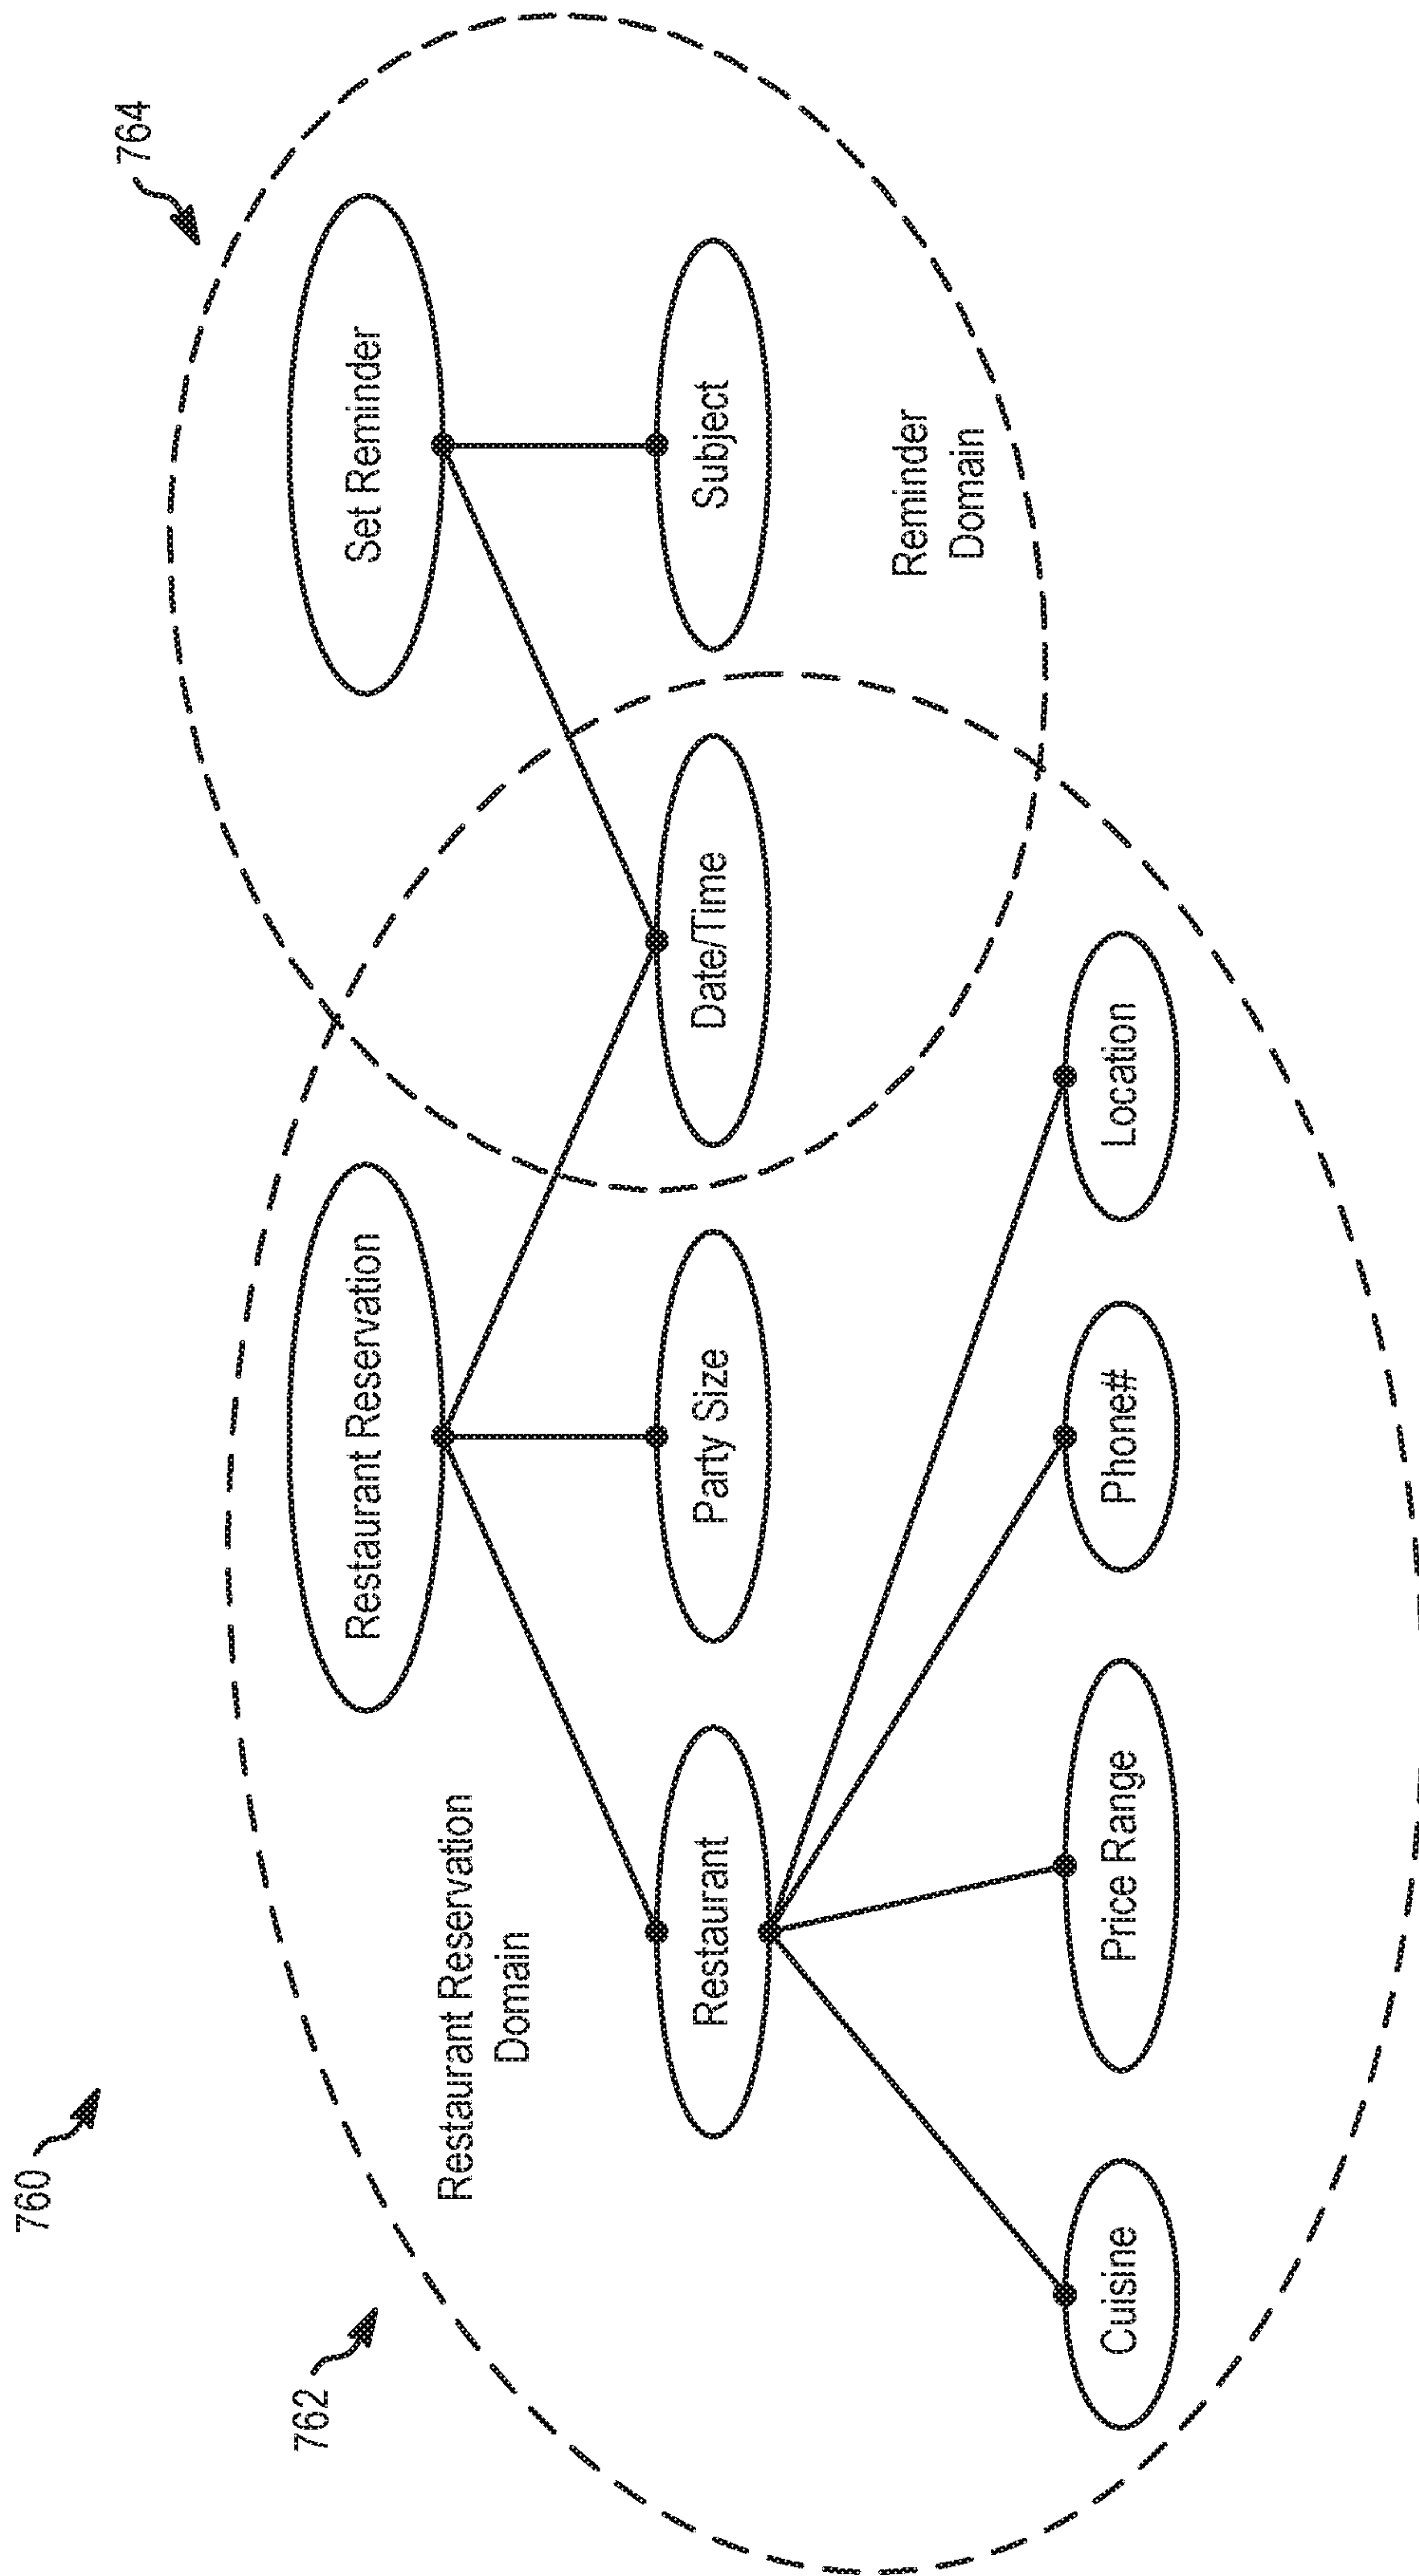 760
762
764
Restaurant Reservation
Set Reminder
Restaurant Reservation
Domain
Restaurant
Party Size
Date/Time
Subject
Reminder
Domain
Cuisine
Price Range
Phone#
Location